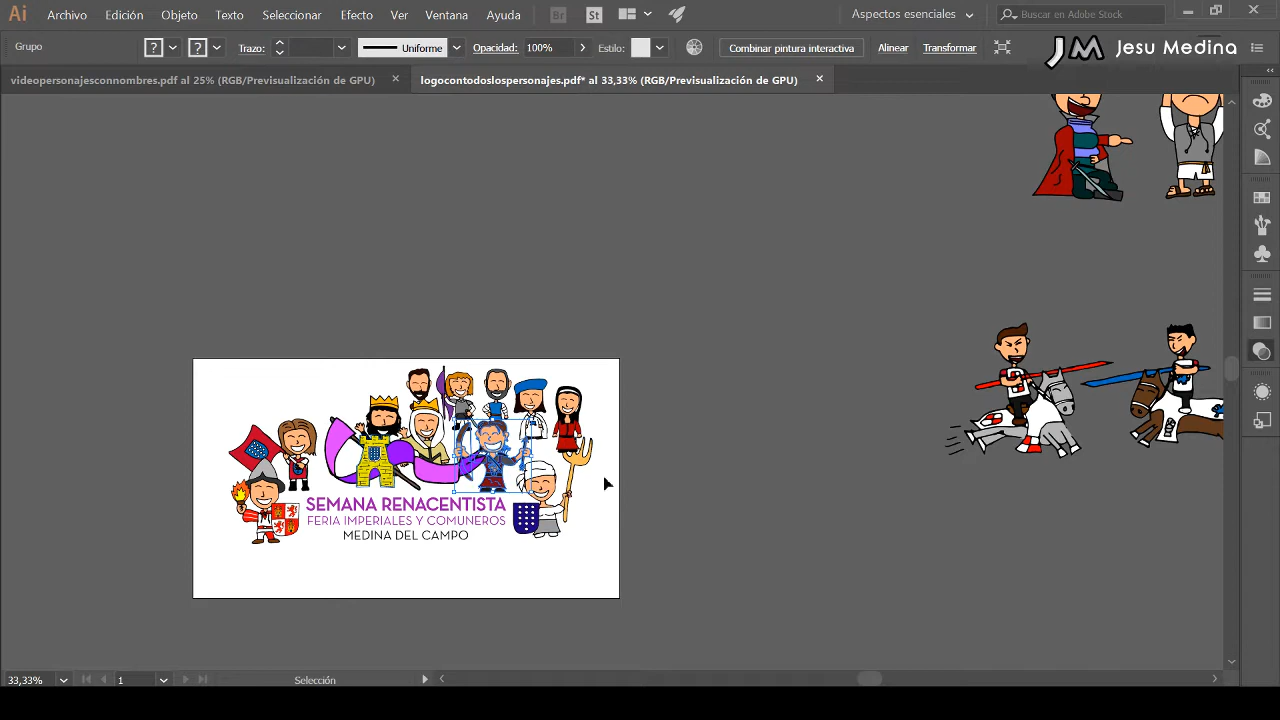 Ai Archivo Edición Objeto Texto Seleccionar Efecto Ver Ventana Ayuda Br St Aspectos esenciales Buscar en Adobe Stock
Grupo ? ? Trazo: Uniforme Opacidad: 100% Estilo: Combinar pintura interactiva Alinear Transformar JM Jesu Medina
videopersonajesconnombres.pdf al 25% (RGB/Previsualización de GPU) × logocontodoslospersonajes.pdf* al 33,33% (RGB/Previsualización de GPU) ×
SEMANA RENACENTISTA
FERIA IMPERIALES Y COMUNEROS
MEDINA DEL CAMPO
33,33% 1 Selección